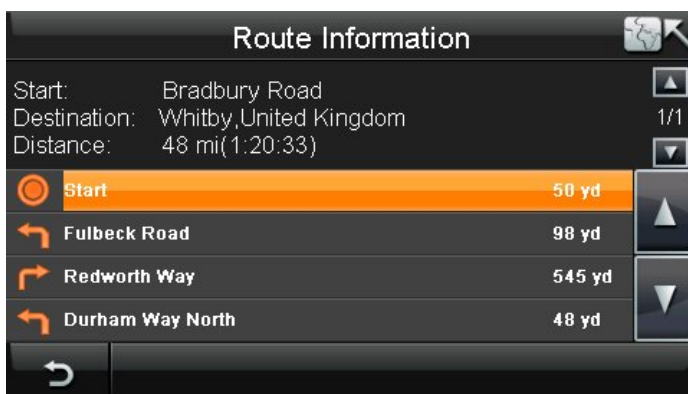 Route Information
Start: Bradbury Road
Destination: Whitby,United Kingdom
Distance: 48 mi(1:20:33)
1/1
Start 50 yd
Fulbeck Road 98 yd
Redworth Way 545 yd
Durham Way North 48 yd